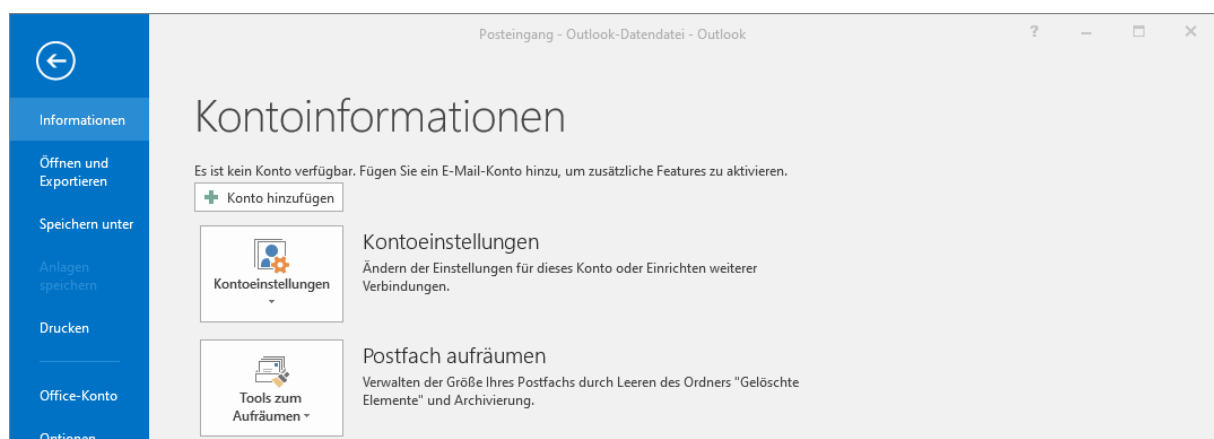 Posteingang - Outlook-Datendatei - Outlook
?
Informationen
Öffnen und
Exportieren
Speichern unter
Anlagen
speichern
Drucken
Office-Konto
Optionen
Kontoinformationen
Es ist kein Konto verfügbar. Fügen Sie ein E-Mail-Konto hinzu, um zusätzliche Features zu aktivieren.
Konto hinzufügen
Kontoeinstellungen
Kontoeinstellungen
Ändern der Einstellungen für dieses Konto oder Einrichten weiterer
Verbindungen.
Tools zum
Aufräumen
Postfach aufräumen
Verwalten der Größe Ihres Postfachs durch Leeren des Ordners "Gelöschte
Elemente" und Archivierung.